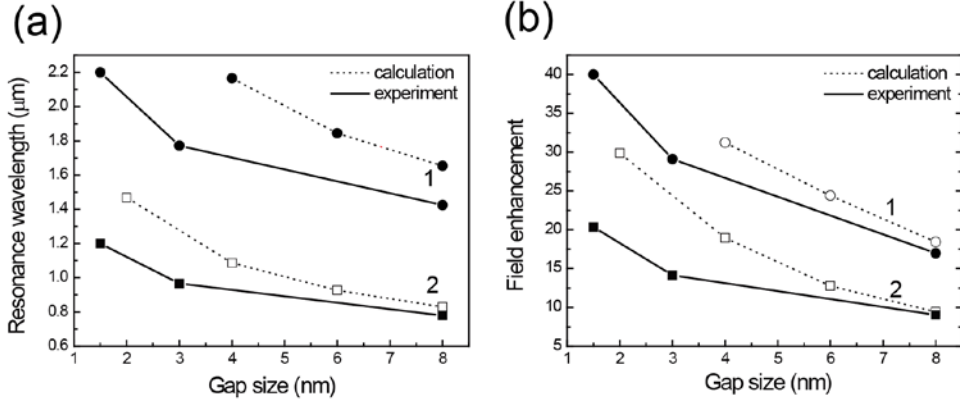 (a)
Resonance wavelength (μm)
2.2
2.0
1.8
1.6
1.4
1.2
1.0
0.8
0.6
calculation
experiment
1
2
1 2 3 4 5 6 7 8
Gap size (nm)
(b)
Field enhancement
40
35
30
25
20
15
10
5
calculation
experiment
1
2
1 2 3 4 5 6 7 8
Gap size (nm)